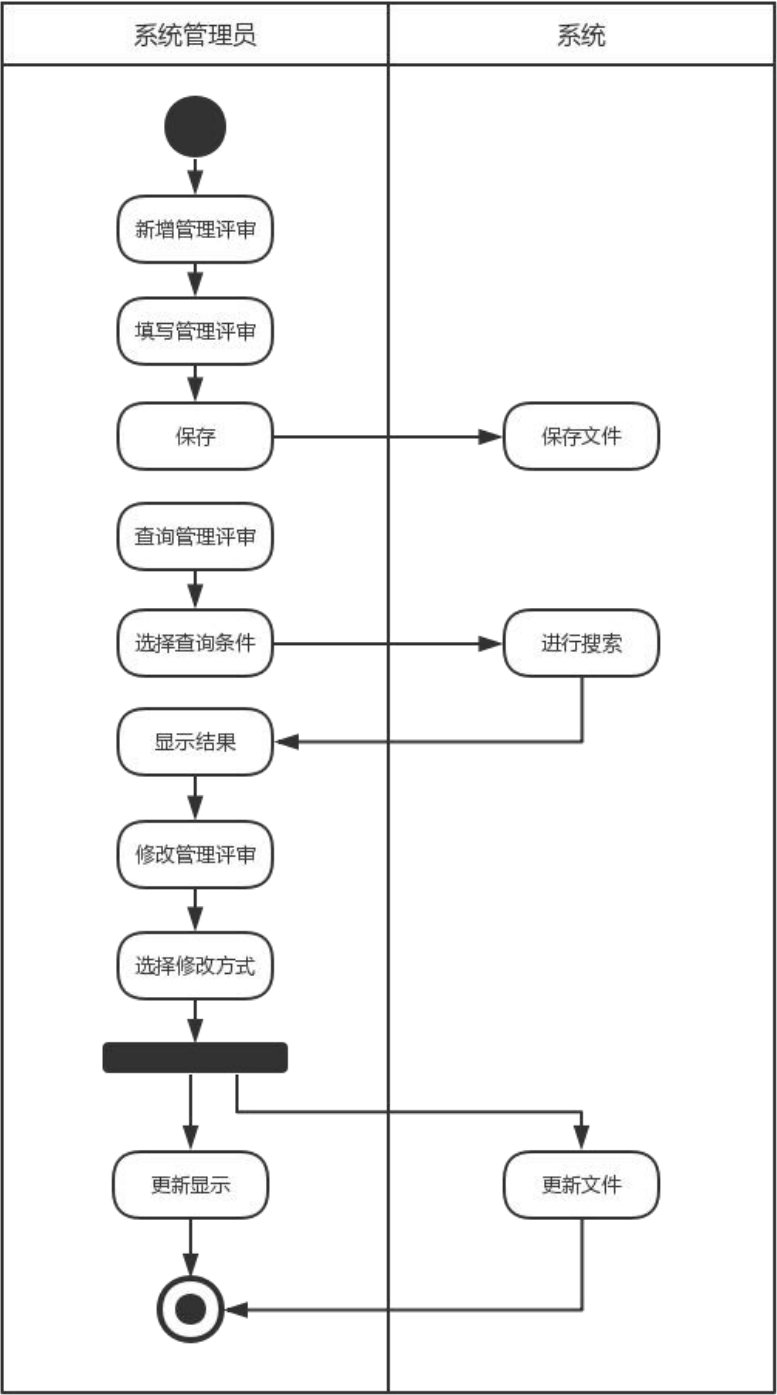 系统管理员
系统
新增管理评审
填写管理评审
保存
保存文件
查询管理评审
选择查询条件
进行搜索
显示结果
修改管理评审
选择修改方式
更新显示
更新文件